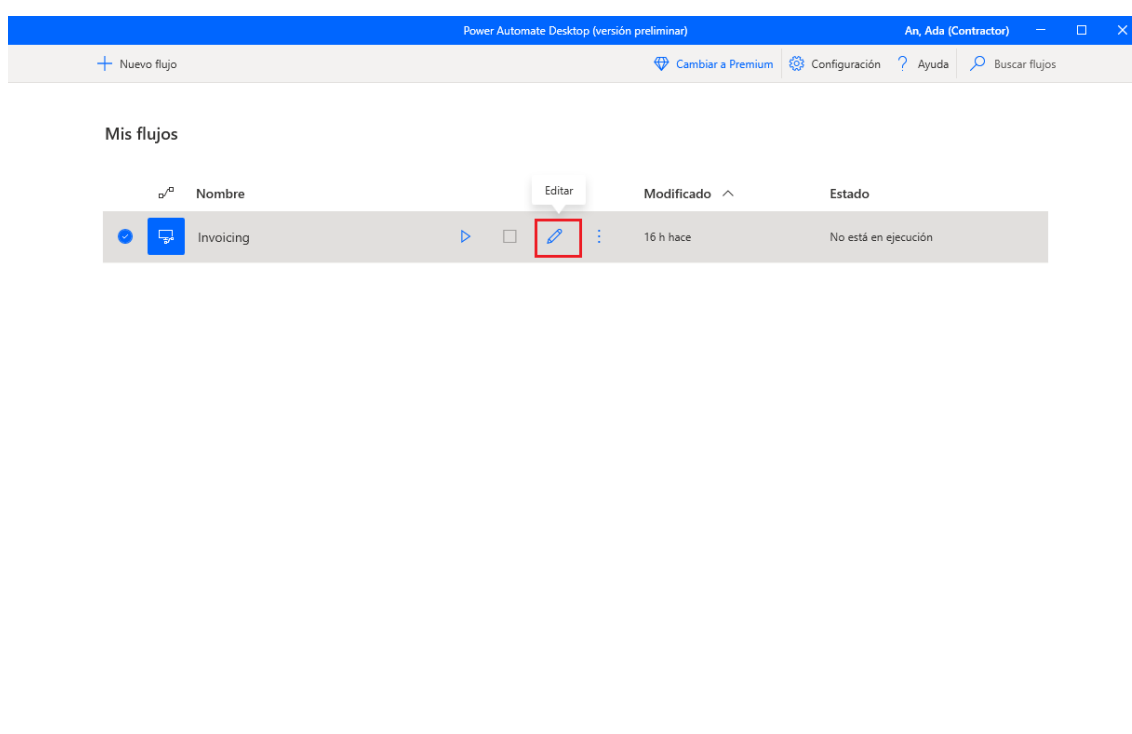 Power Automate Desktop (versión preliminar) An, Ada (Contractor)
Nuevo flujo Cambiar a Premium Configuración Ayuda Buscar flujos
Mis flujos
Nombre Editar Modificado Estado
Invoicing 16 h hace No está en ejecución